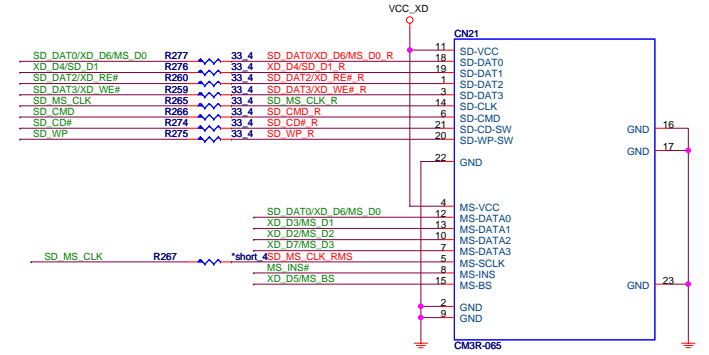 VCC_XD
CN21
11 SD-VCC
SD_DAT0/XD_D6/MS_D0 R277 33_4 SD_DAT0/XD_D6/MS_D0_R 18 SD-DAT0
XD_D4/SD_D1 R276 33_4 XD_D4/SD_D1_R 19 SD-DAT1
SD_DAT2/XD_RE# R260 33_4 SD_DAT2/XD_RE#_R 1 SD-DAT2
SD_DAT3/XD_WE# R259 33_4 SD_DAT3/XD_WE#_R 3 SD-DAT3
SD_MS_CLK R265 33_4 SD_MS_CLK_R 14 SD-CLK
SD_CMD R266 33_4 SD_CMD_R 6 SD-CMD
SD_CD# R274 33_4 SD_CD#_R 21 SD-CD-SW
SD_WP R275 33_4 SD_WP_R 20 SD-WP-SW
GND 16
GND 17
22 GND
4 MS-VCC
SD_DAT0/XD_D6/MS_D0 12 MS-DATA0
XD_D3/MS_D1 13 MS-DATA1
XD_D2/MS_D2 10 MS-DATA2
XD_D7/MS_D3 7 MS-DATA3
SD_MS_CLK R267 *short_4 SD_MS_CLK_RMS 5 MS-SCLK
MS_INS# 8 MS-INS
XD_D5/MS_BS 15 MS-BS
GND 23
2 GND
9 GND
CM3R-065